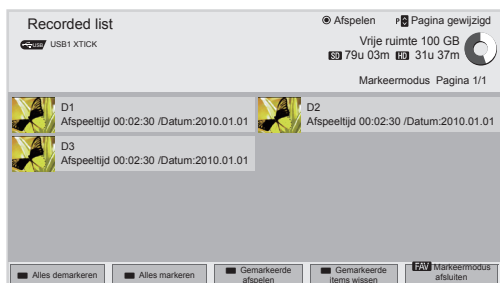 Recorded list
USB USB1 XTICK
Afspelen P Pagina gewijzigd
Vrije ruimte 100 GB
SD 79u 03m HD 31u 37m
Markeermodus Pagina 1/1
D1
Afspeeltijd 00:02:30 /Datum:2010.01.01
D2
Afspeeltijd 00:02:30 /Datum:2010.01.01
D3
Afspeeltijd 00:02:30 /Datum:2010.01.01
Alles demarkeren
Alles markeren
Gemarkeerde
afspelen
Gemarkeerde
items wissen
FAV Markeermodus
afsluiten